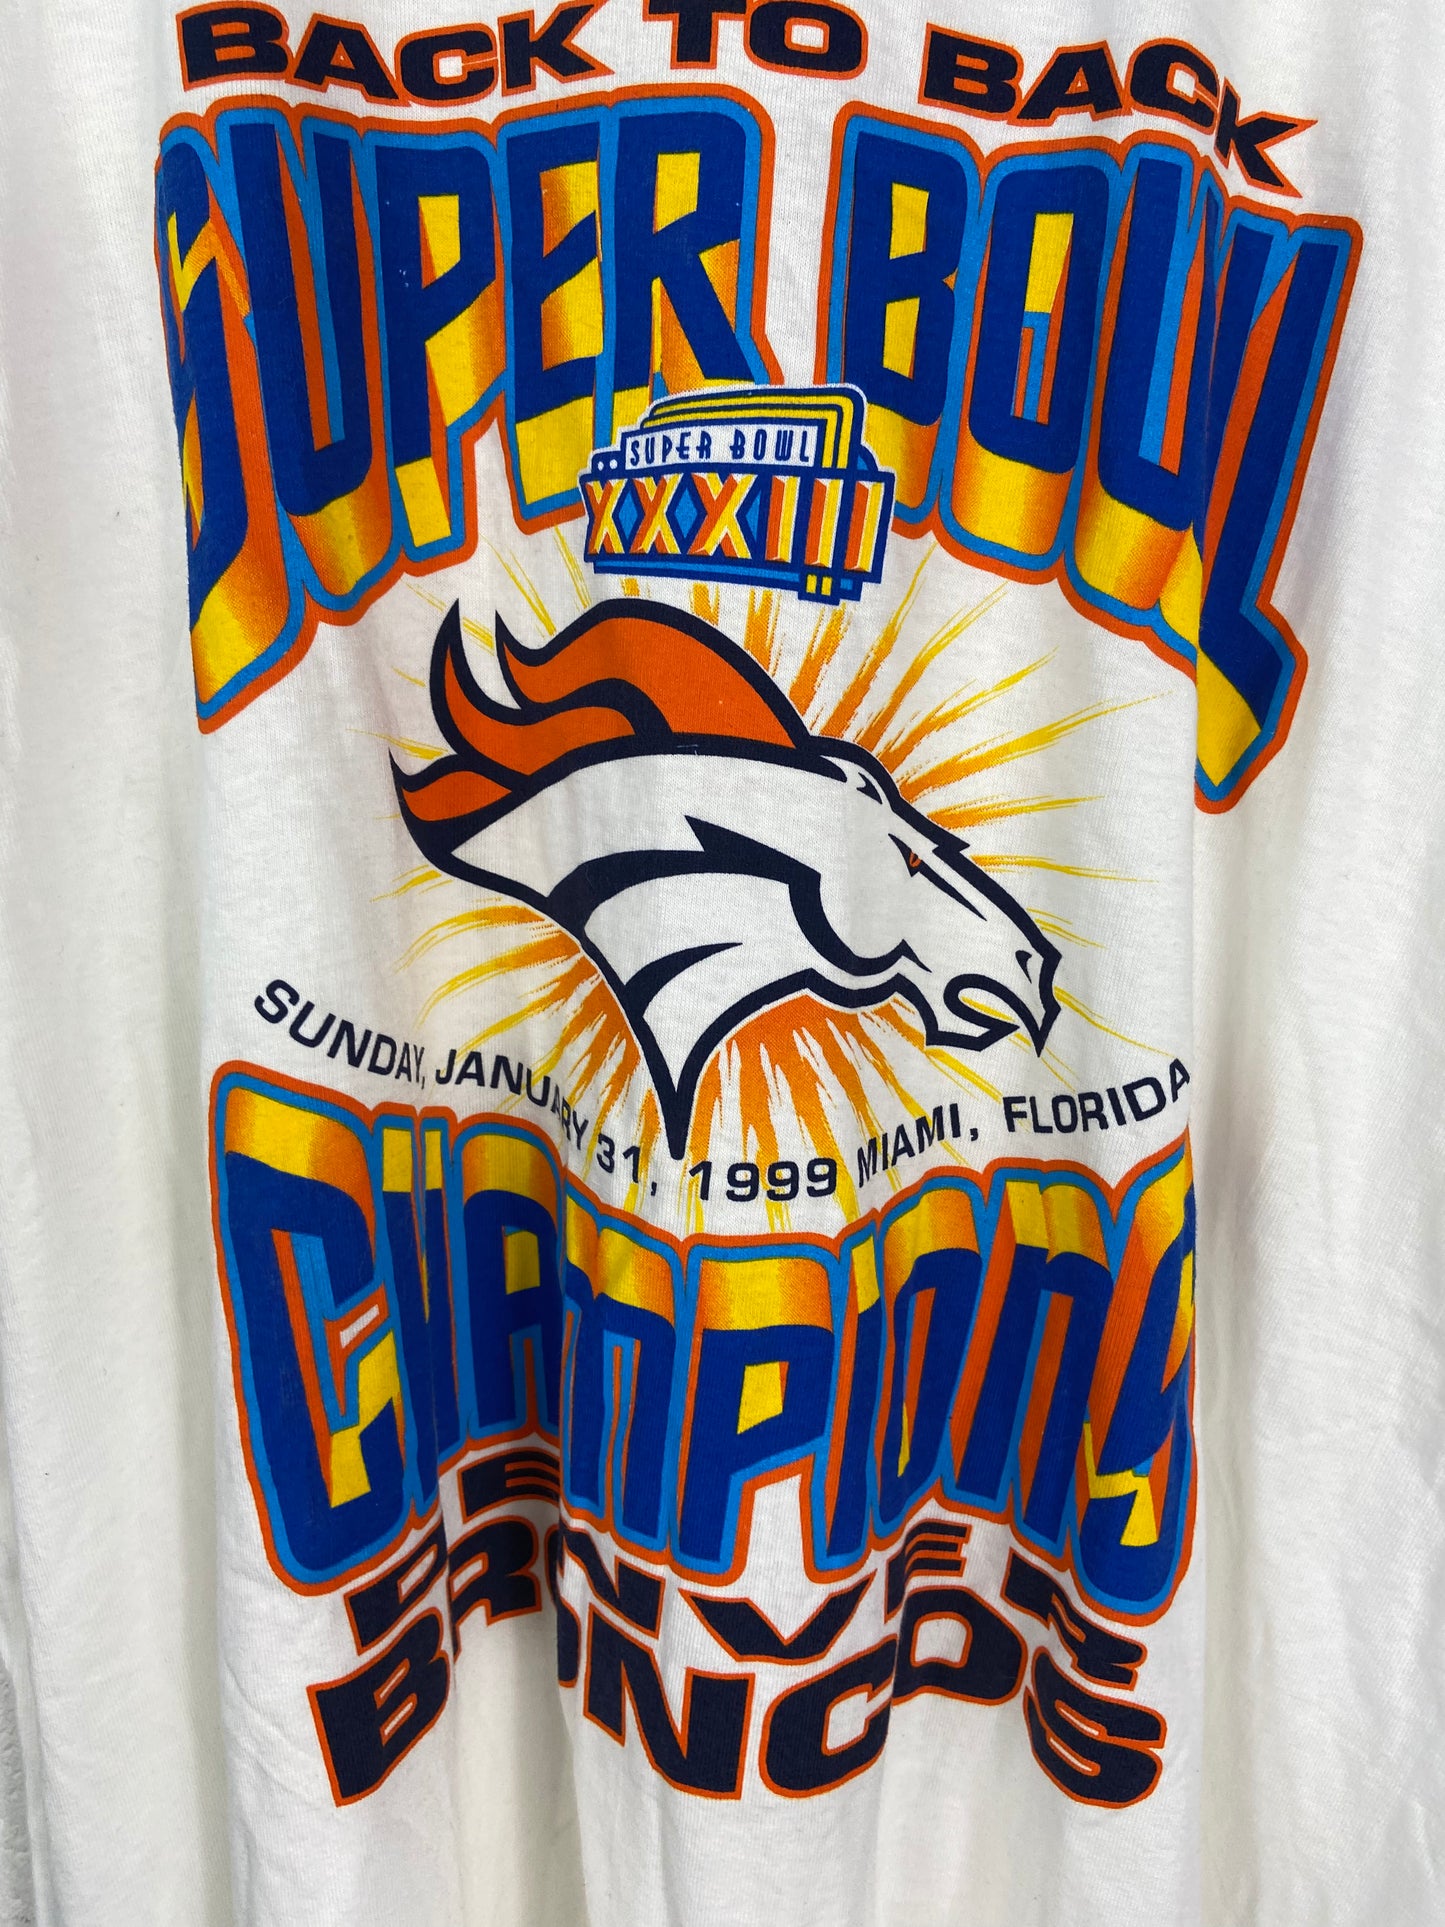 BACK TO BACK
SUPER BOWL
SUPER BOWL
XXXIII
SUNDAY, JANUARY 31, 1999 MIAMI, FLORIDA
CHAMPIONS
DENVER
BRONCOS